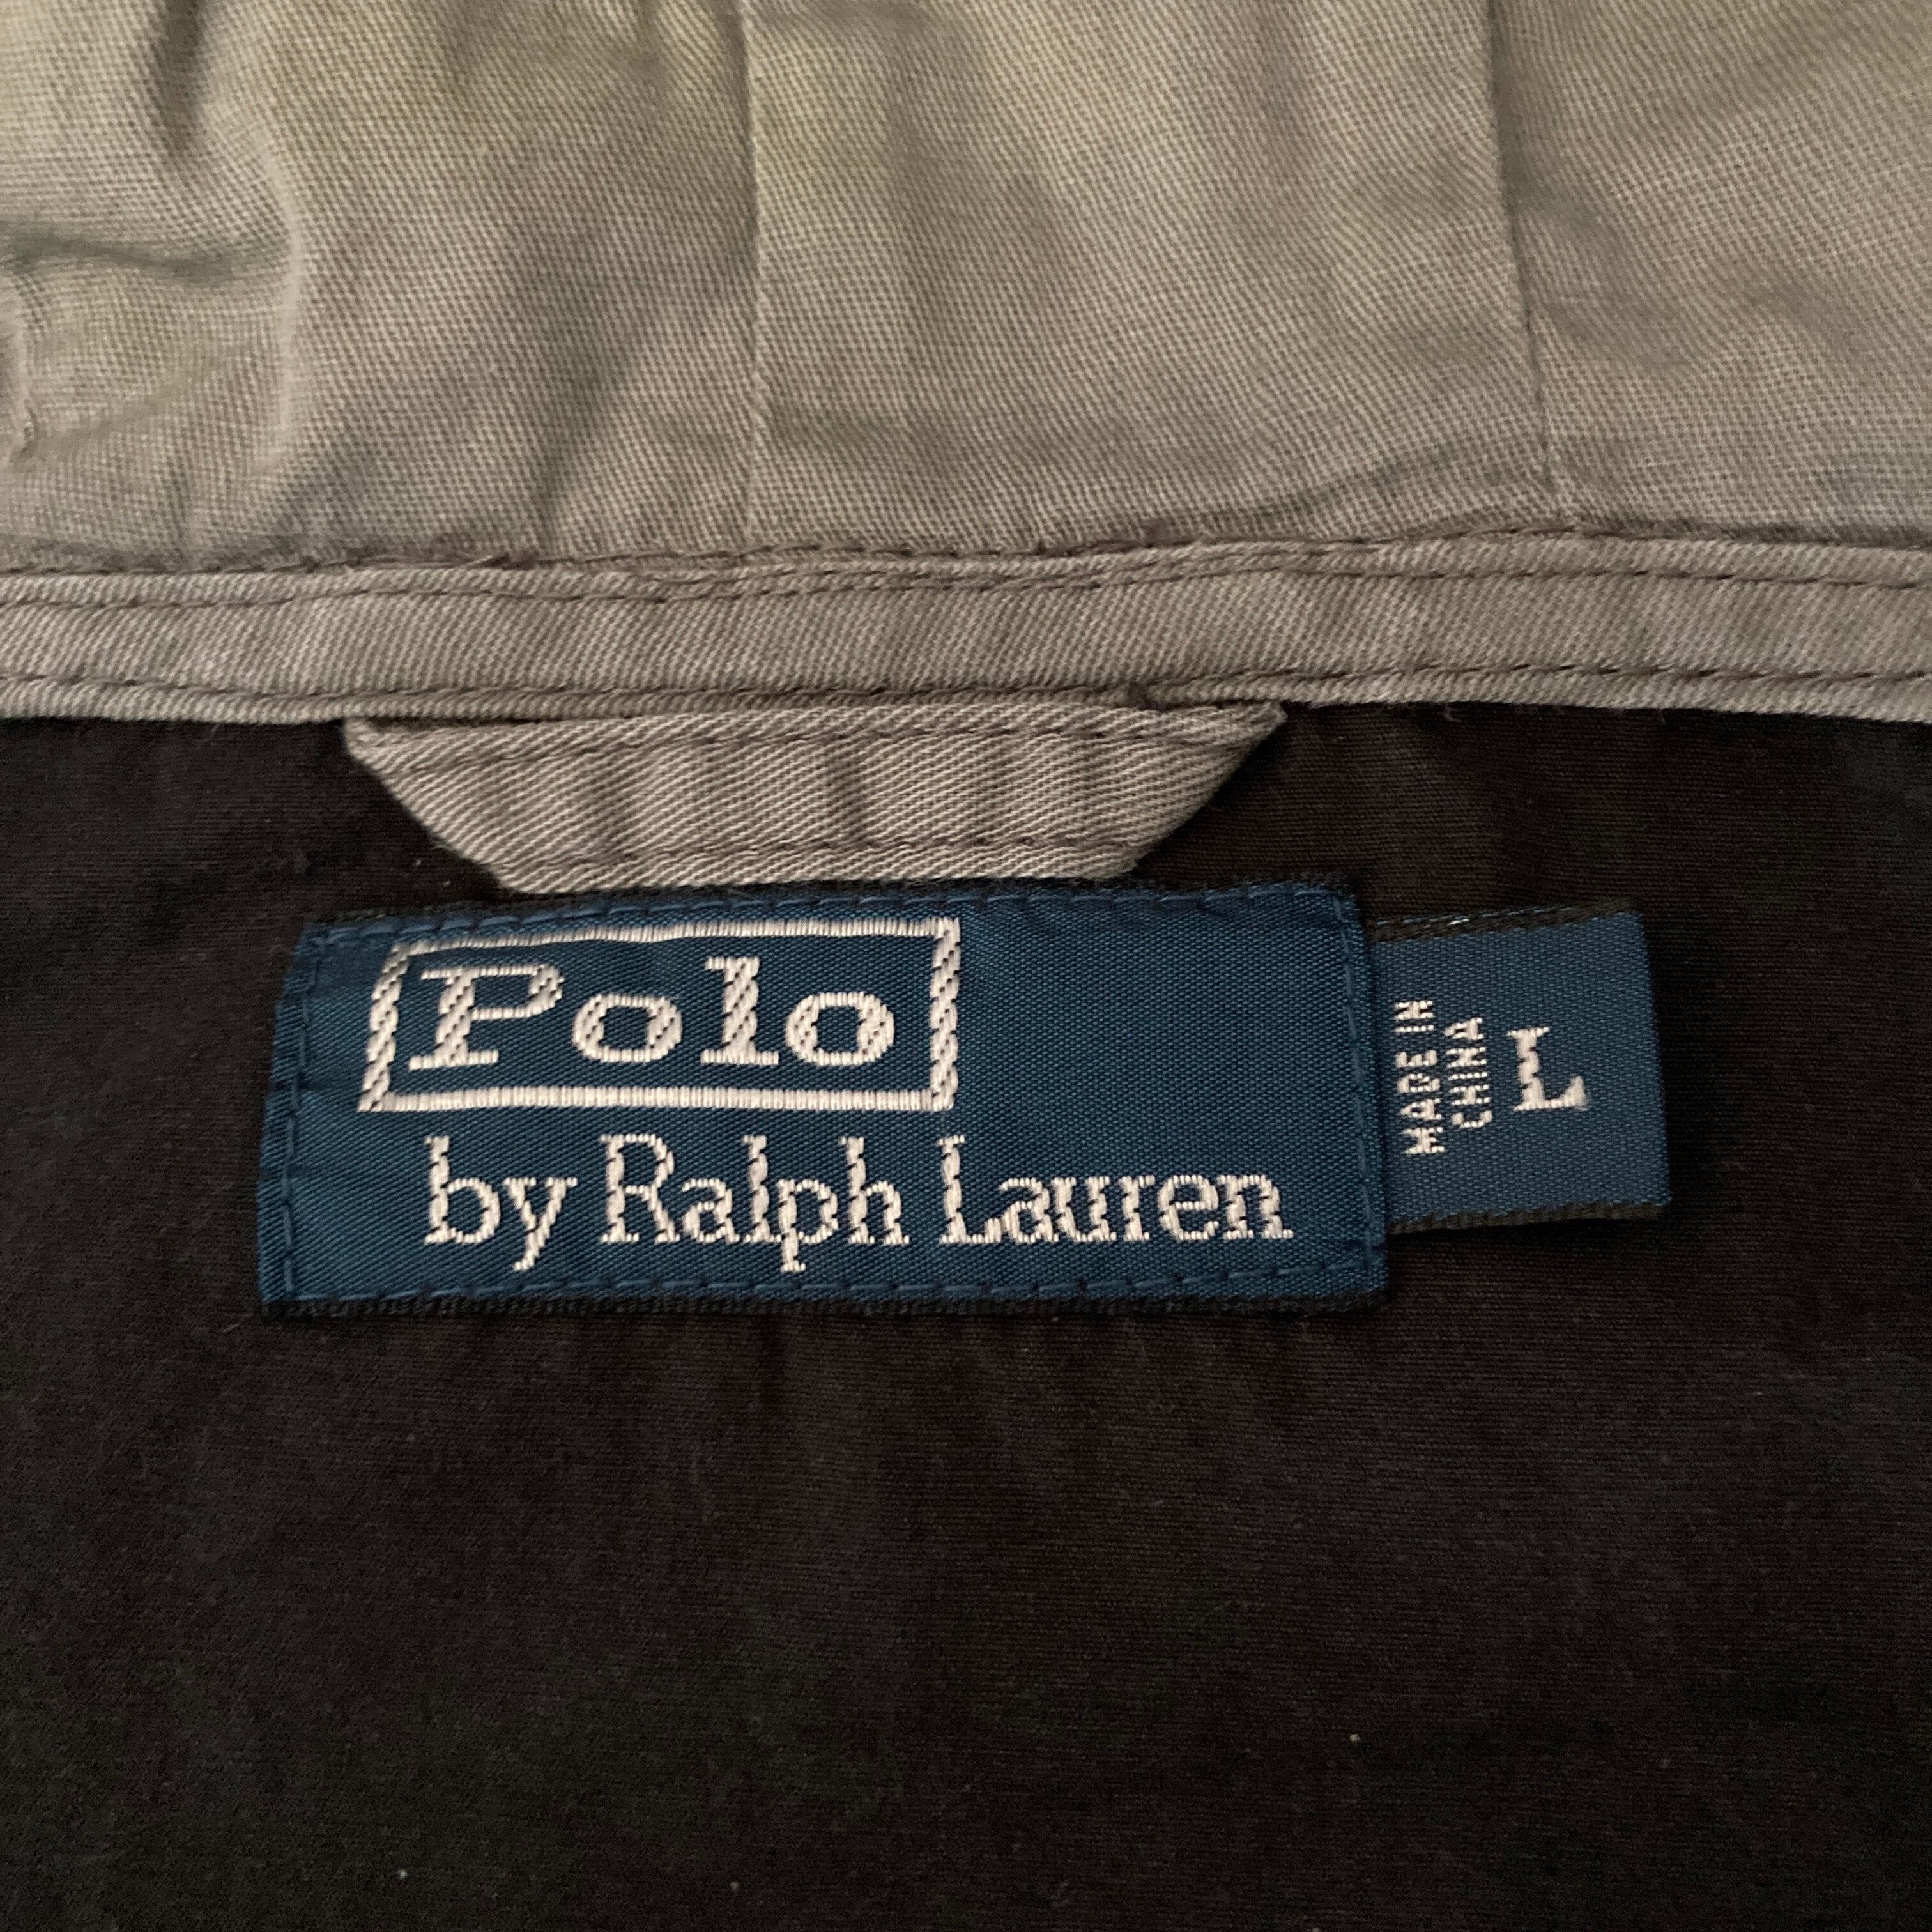 Polo
by Ralph Lauren
MADE IN
CHINA
L